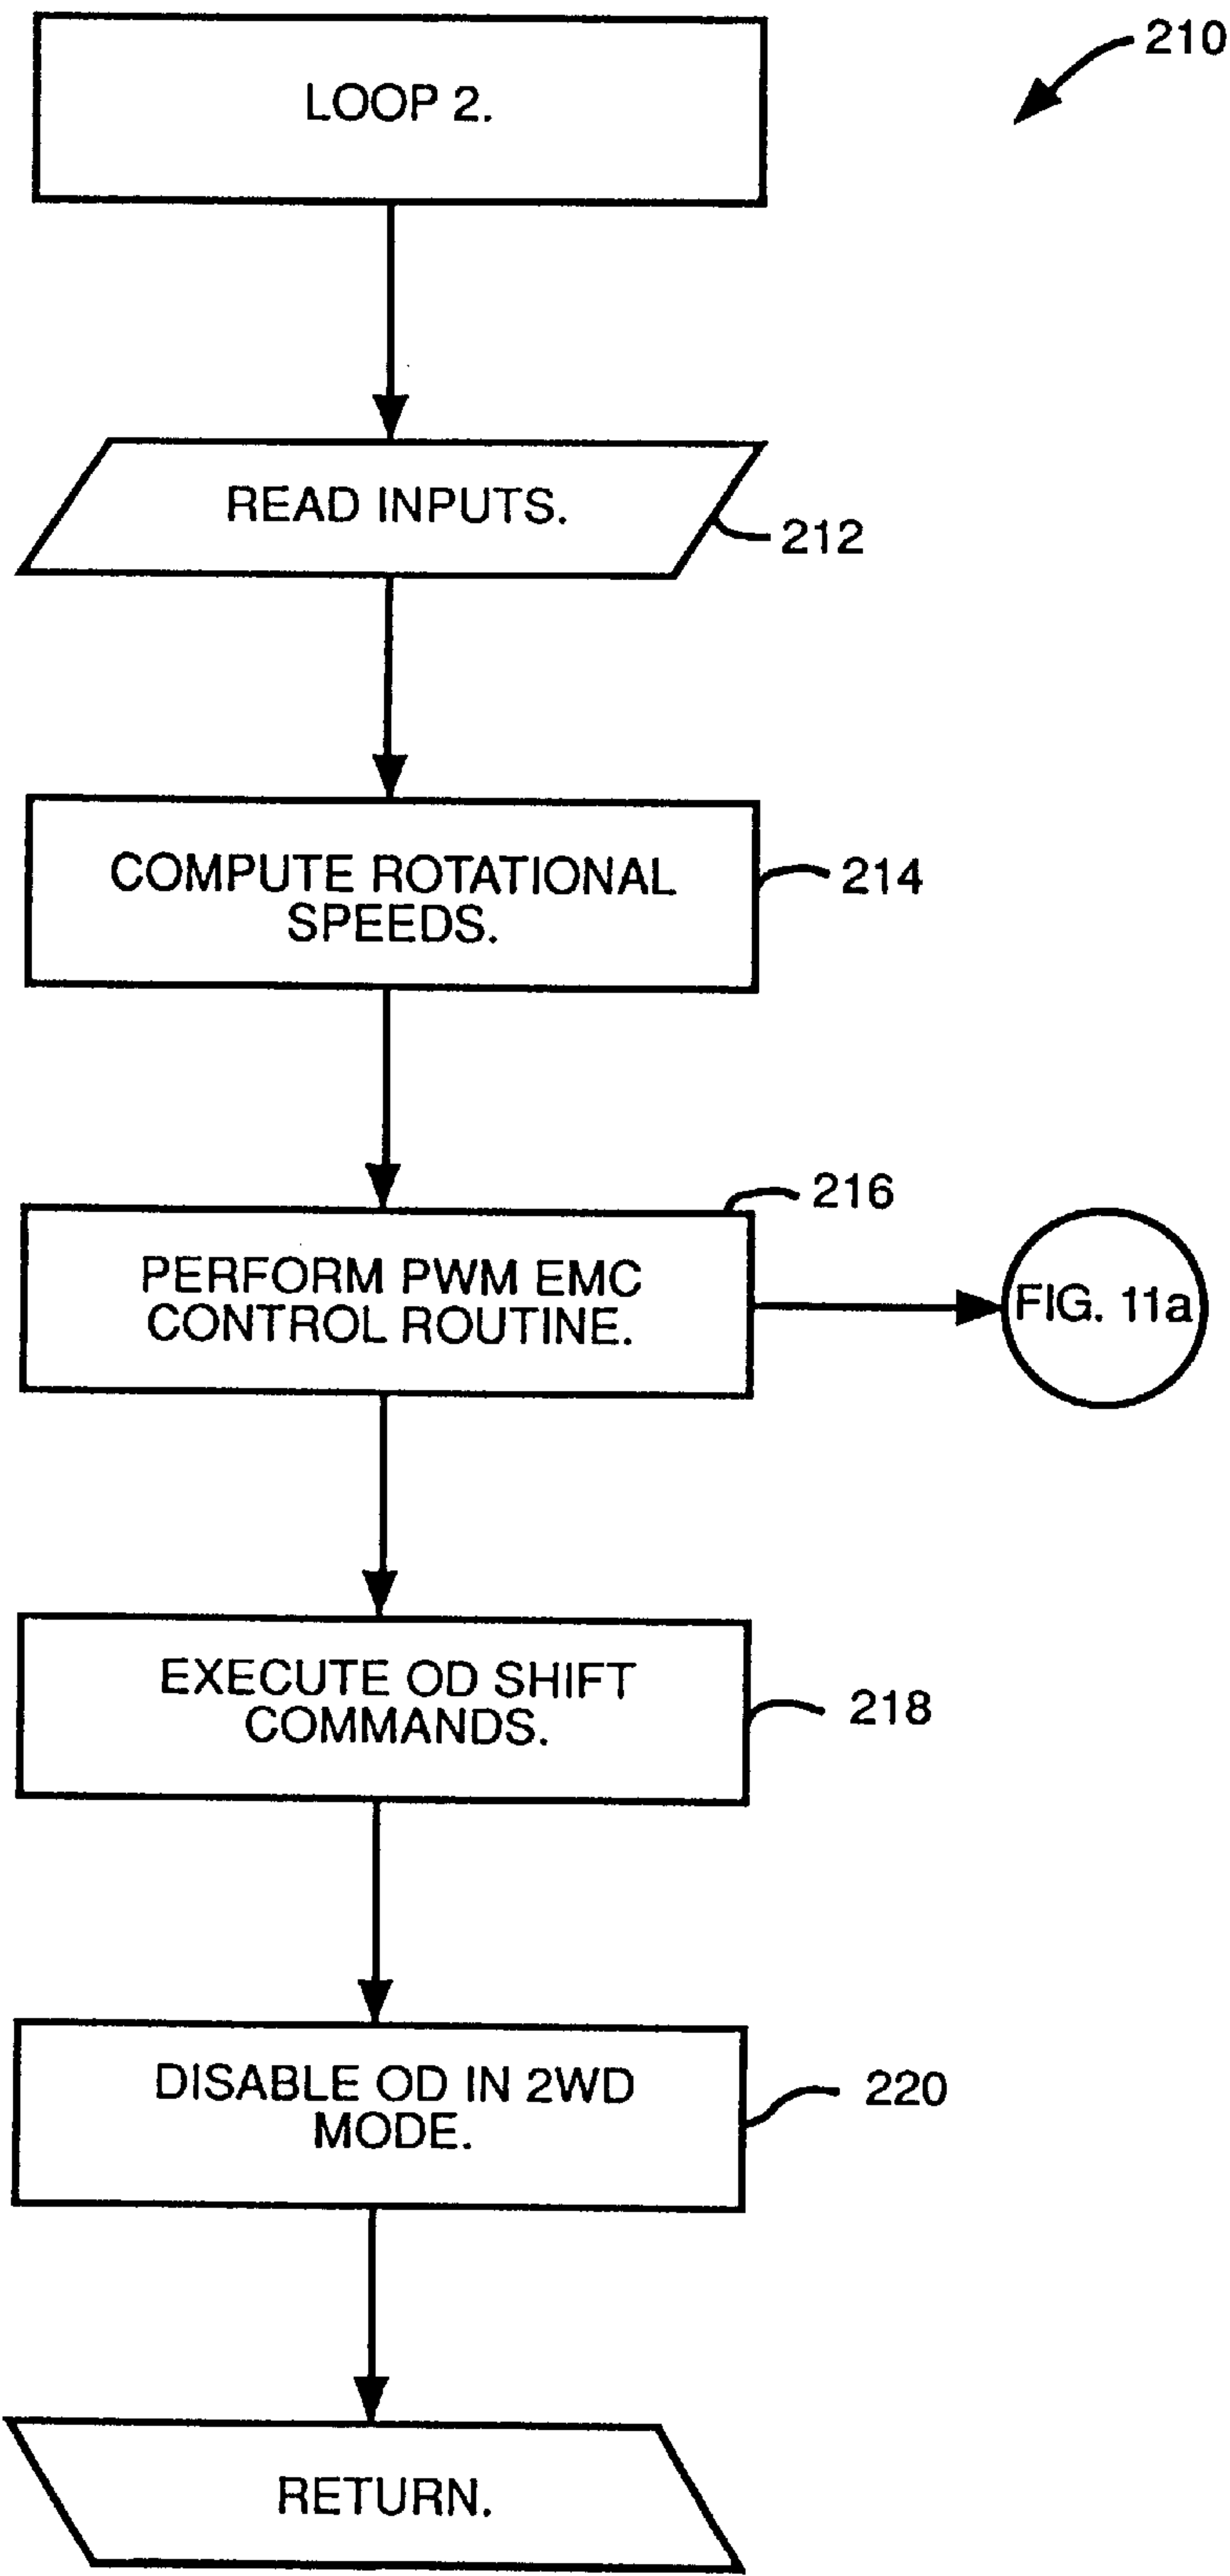 210
LOOP 2.
READ INPUTS.
212
COMPUTE ROTATIONAL
SPEEDS.
214
216
PERFORM PWM EMC
CONTROL ROUTINE.
FIG. 11a
EXECUTE OD SHIFT
COMMANDS.
218
DISABLE OD IN 2WD
MODE.
220
RETURN.